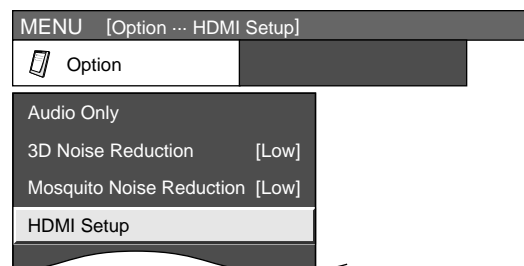 MENU [Option ··· HDMI Setup]
Option
Audio Only
3D Noise Reduction [Low]
Mosquito Noise Reduction [Low]
HDMI Setup